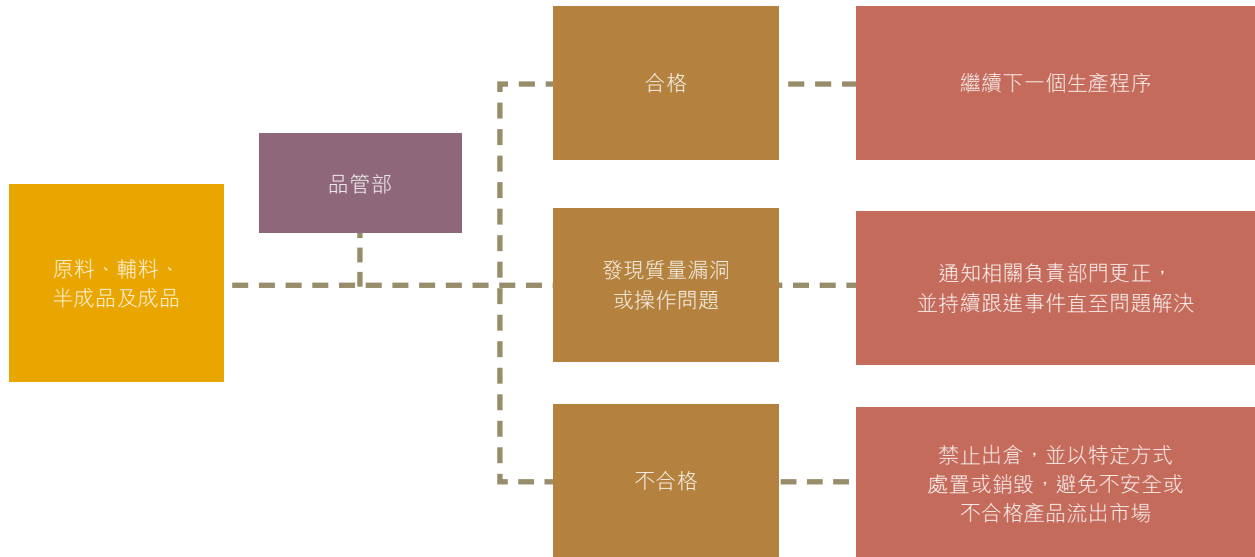 原料、輔料、
半成品及成品
品管部
合格
繼續下一個生產程序
發現質量漏洞
或操作問題
通知相關負責部門更正，
並持續跟進事件直至問題解決
不合格
禁止出倉，並以特定方式
處置或銷毀，避免不安全或
不合格產品流出市場